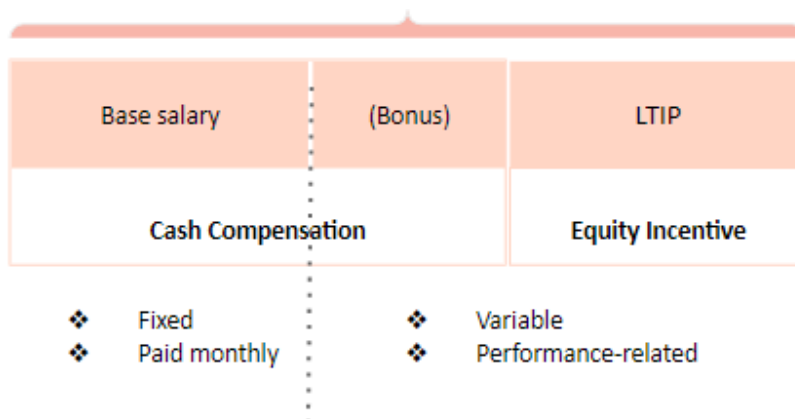 Base salary
(Bonus)
LTIP
Cash Compensation
Equity Incentive
❖ Fixed
❖ Paid monthly
❖ Variable
❖ Performance-related